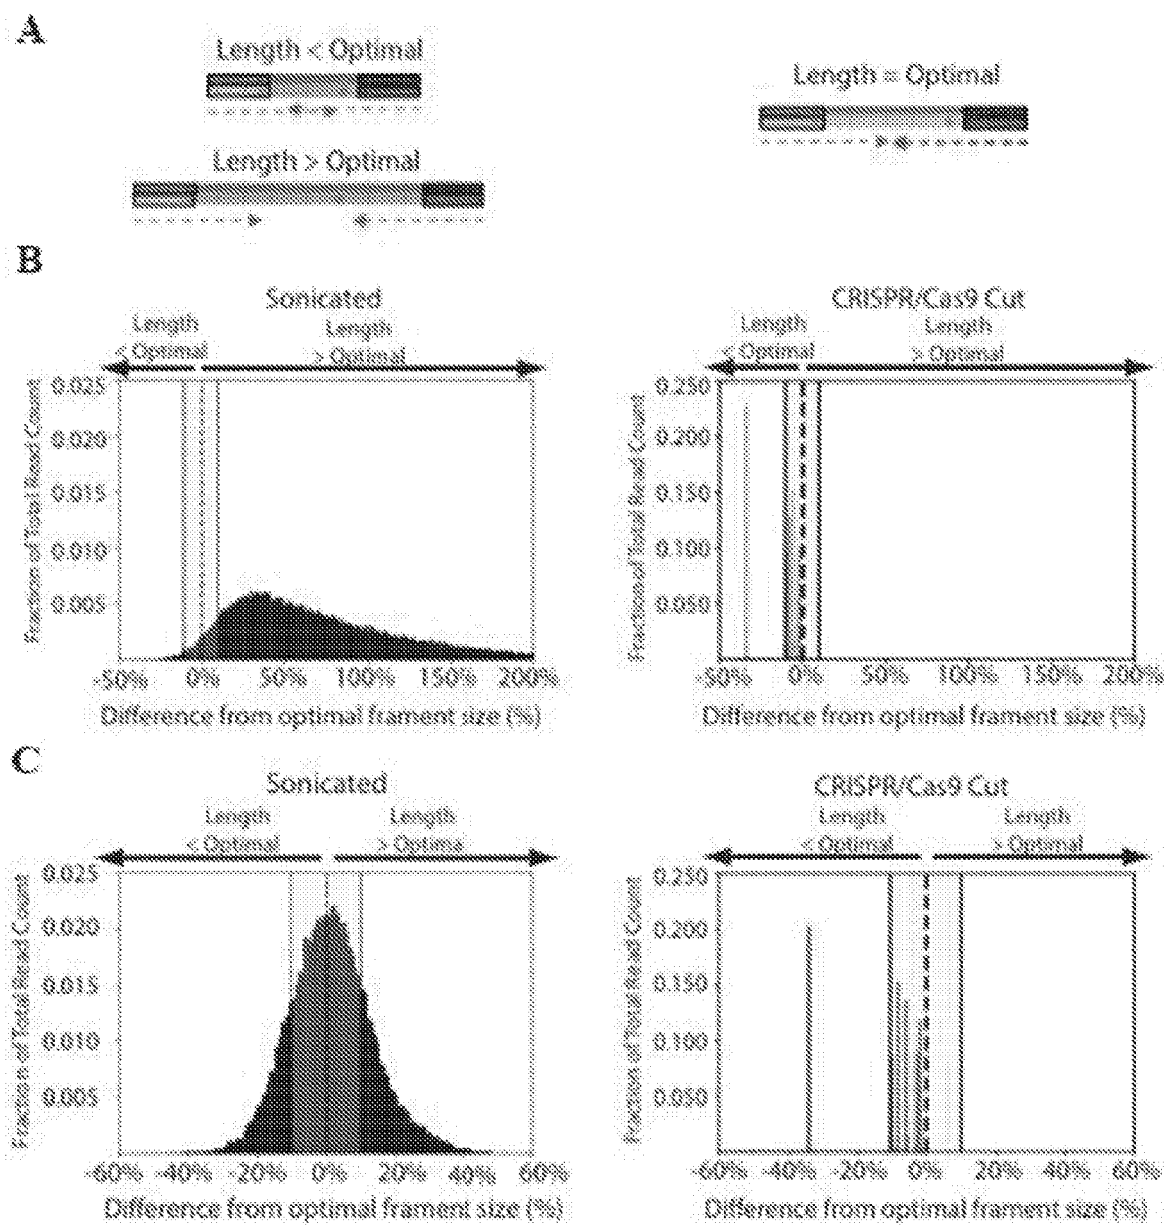 A
Length < Optimal
Length = Optimal
Length > Optimal
B
Sonicated
Length
< Optimal
Length
> Optimal
Fraction of Total Read Count
0.025
0.020
0.015
0.010
0.005
-50% 0% 50% 100% 150% 200%
Difference from optimal frament size (%)
CRISPR/Cas9 Cut
Length
< Optimal
Length
> Optimal
Fraction of Total Read Count
0.250
0.200
0.150
0.100
0.050
-50% 0% 50% 100% 150% 200%
Difference from optimal frament size (%)
C
Sonicated
Length
< Optimal
Length
> Optima
Fraction of Total Read Count
0.025
0.020
0.015
0.010
0.005
-60% -40% -20% 0% 20% 40% 60%
Difference from optimal frament size (%)
CRISPR/Cas9 Cut
Length
< Optimal
Length
> Optimal
Fraction of Total Read Count
0.250
0.200
0.150
0.100
0.050
-60% -40% -20% 0% 20% 40% 60%
Difference from optimal frament size (%)